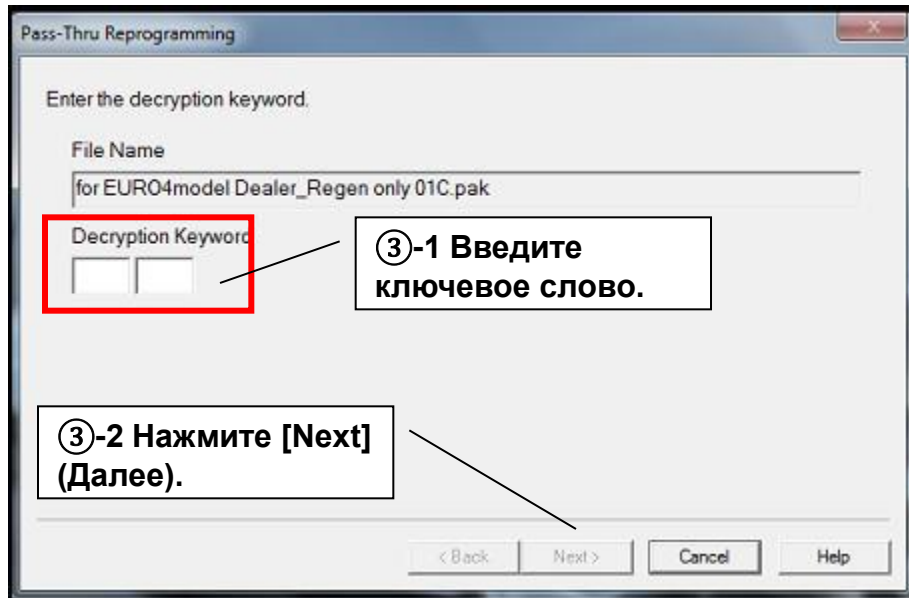 Pass-Thru Reprogramming
Enter the decryption keyword.
File Name
for EURO4model Dealer_Regen only 01C.pak
Decryption Keyword
③-1 Введите
ключевое слово.
③-2 Нажмите [Next]
(Далее).
< Back Next > Cancel Help